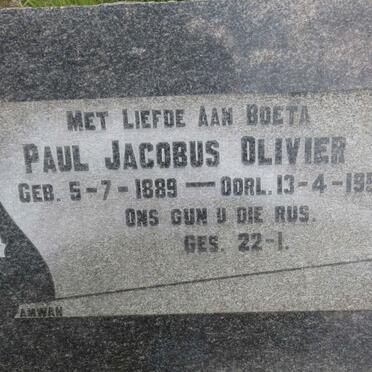 MET LIEFDE AAN BOETA
PAUL JACOBUS OLIVIER
GEB. 5-7-1889 — OORL. 13-4-195
ONS GUN U DIE RUS.
GES. 22-1.
AMWAH